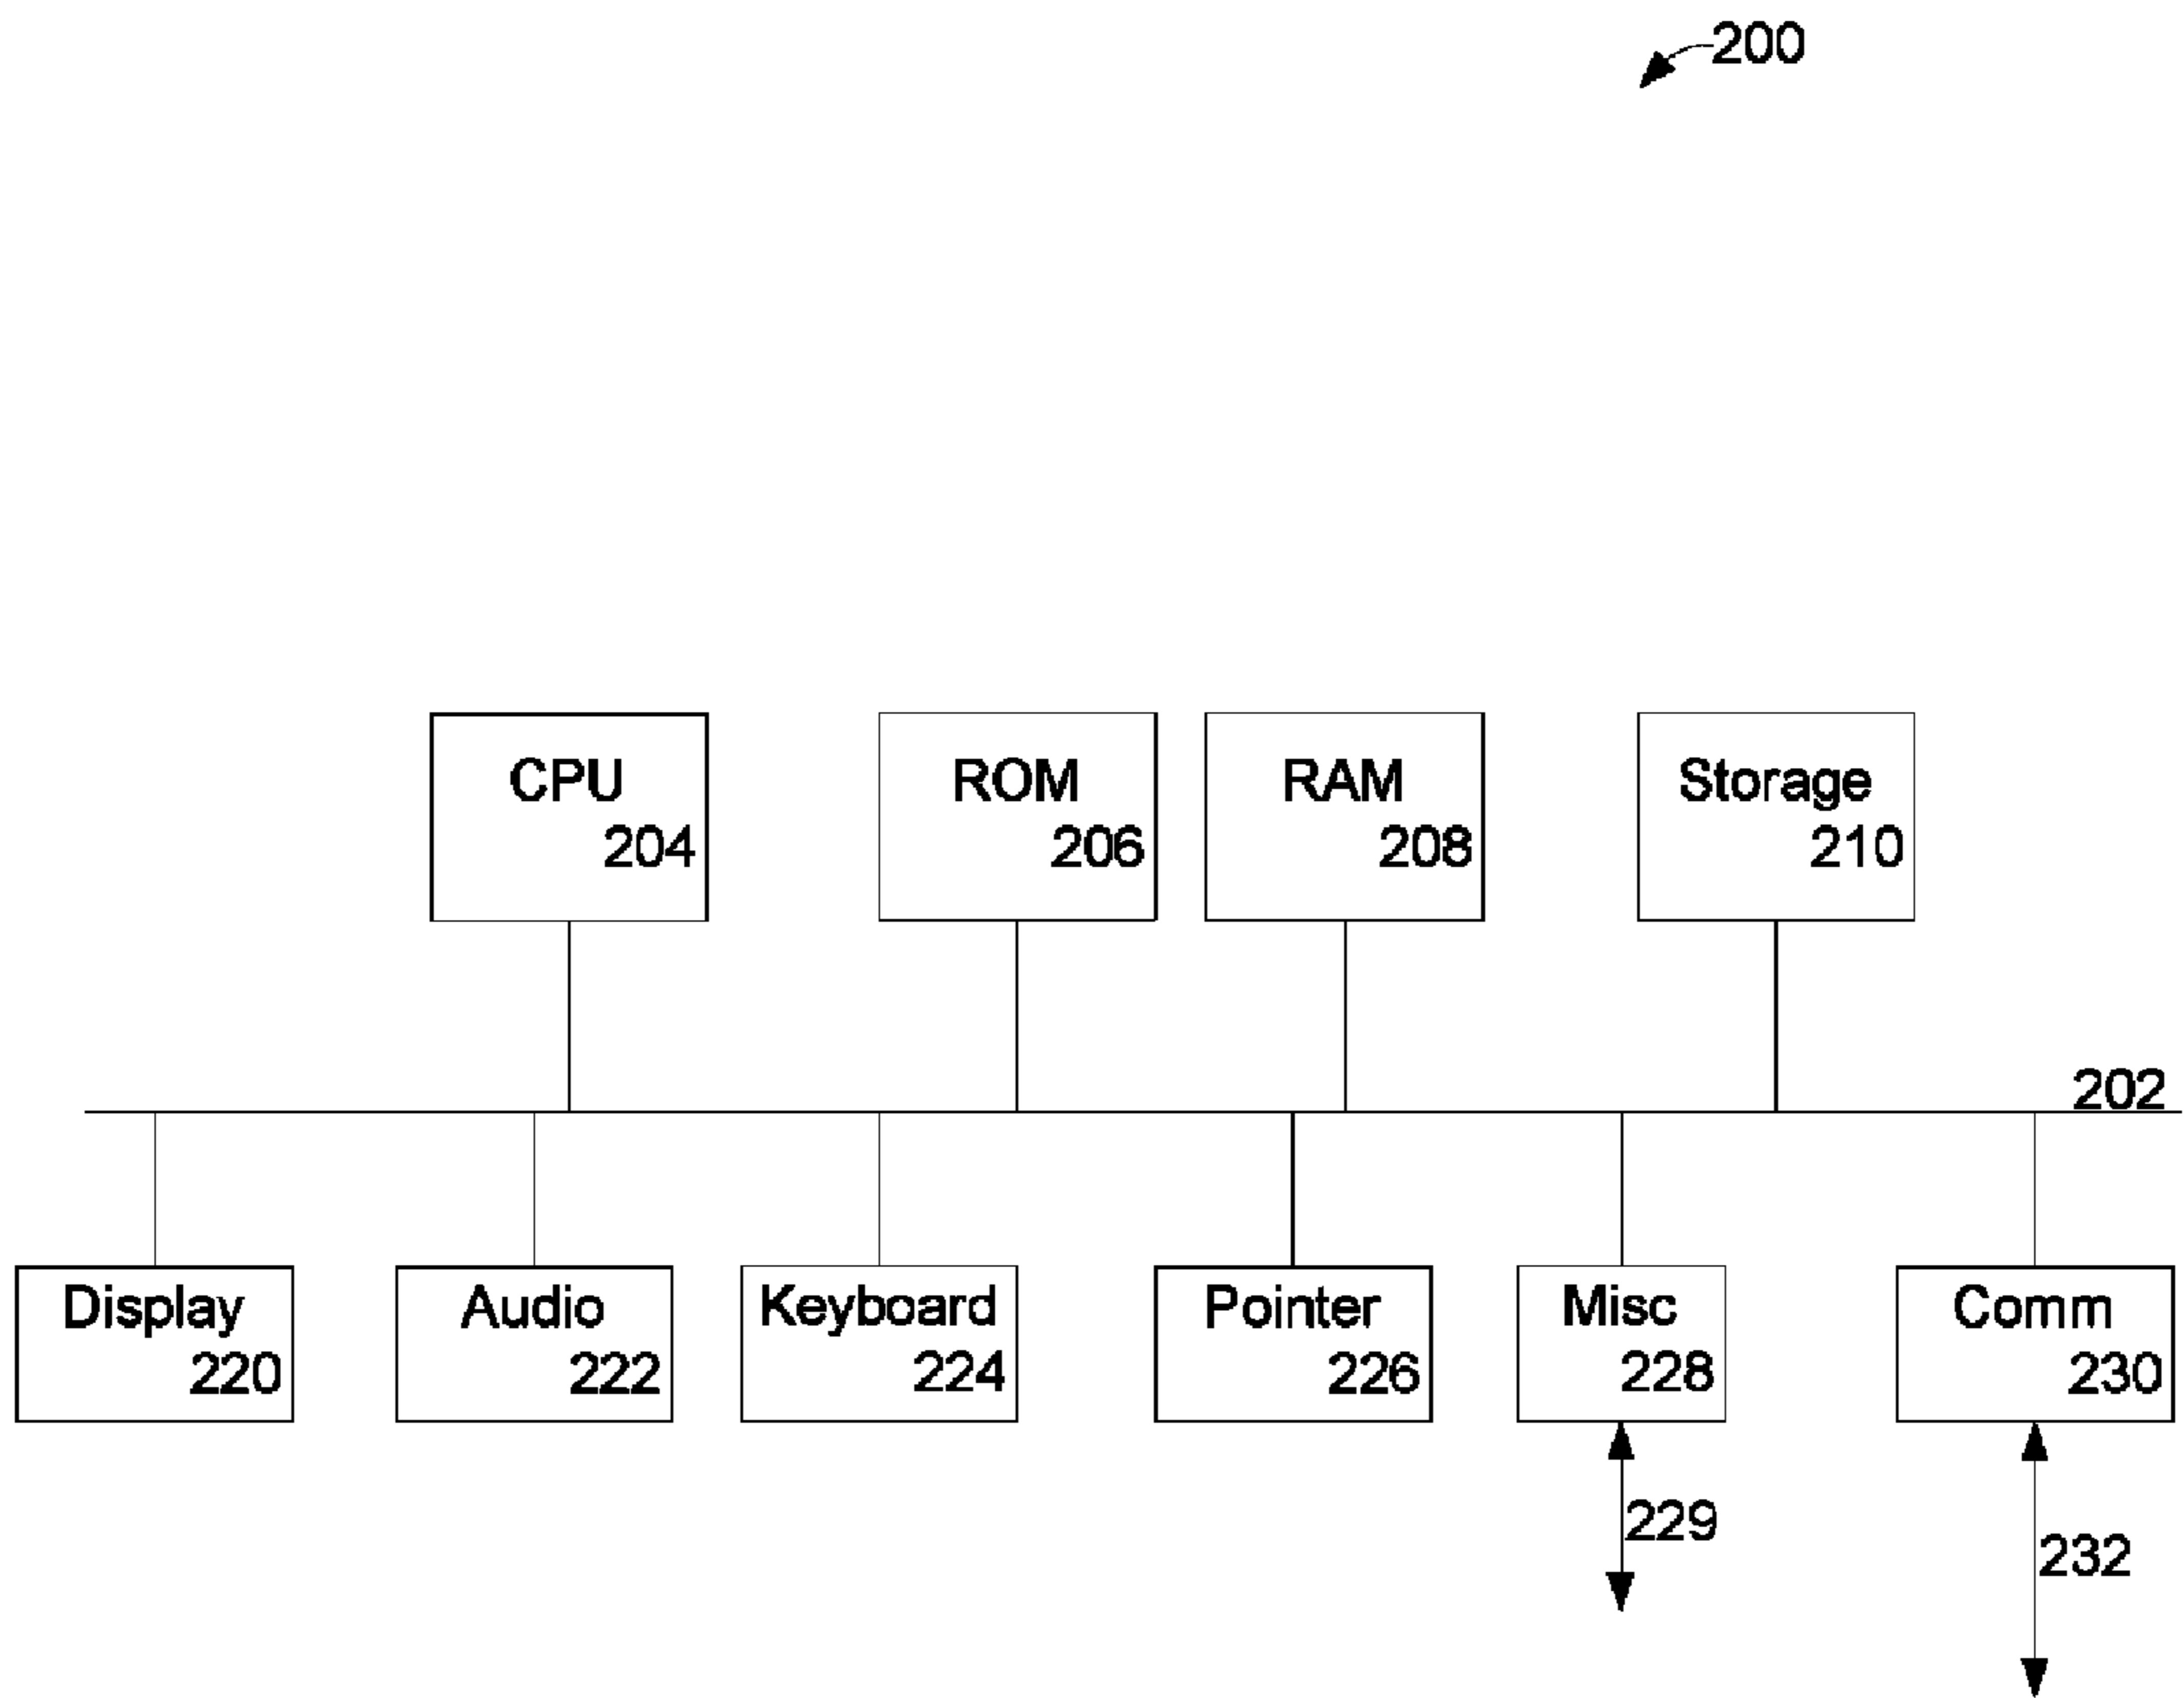 200
CPU
204
ROM
206
RAM
208
Storage
210
202
Display
220
Audio
222
Keyboard
224
Pointer
226
Misc
228
Comm
230
229
232